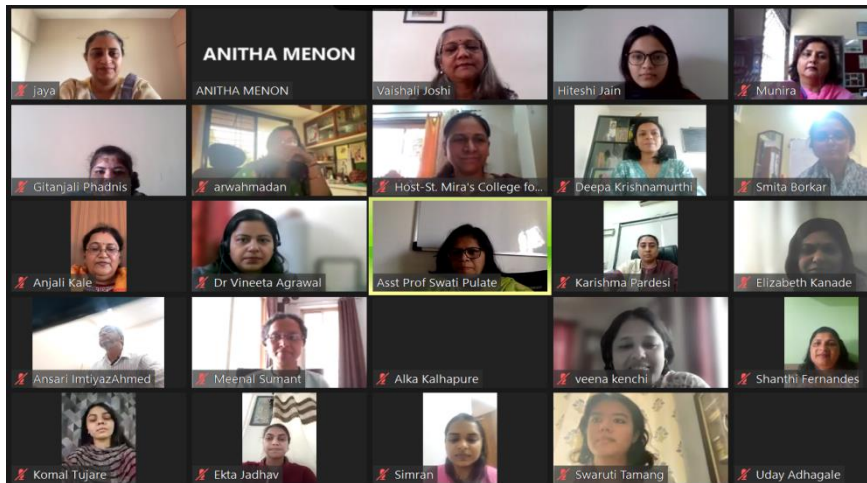 jaya
ANITHA MENON
ANITHA MENON
Vaishali Joshi
Hiteshi Jain
Munira
Gitanjali Phadnis
arwahmadan
Host-St. Mira's College fo...
Deepa Krishnamurthi
Smita Borkar
Anjali Kale
Dr Vineeta Agrawal
Asst Prof Swati Pulate
Karishma Pardesi
Elizabeth Kanade
Ansari ImtiyazAhmed
Meenal Sumant
Alka Kalhapure
veena kenchi
Shanthi Fernandes
Komal Tujare
Ekta Jadhav
Simran
Swaruti Tamang
Uday Adhagale